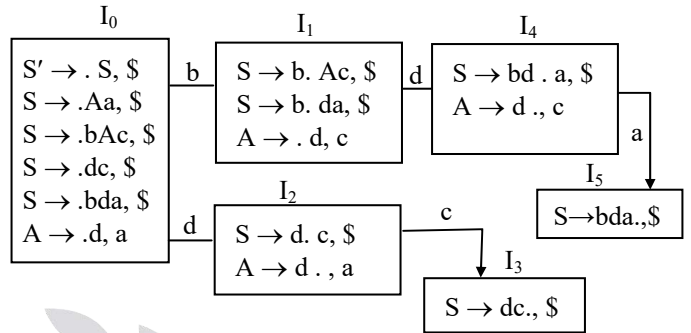 I₀
S′ → . S, $
S → .Aa, $
S → .bAc, $
S → .dc, $
S → .bda, $
A → .d, a
b
I₁
S → b. Ac, $
S → b. da, $
A → . d, c
d
I₄
S → bd . a, $
A → d ., c
a
I₅
S→bda.,$
d
I₂
S → d. c, $
A → d . , a
c
I₃
S → dc., $